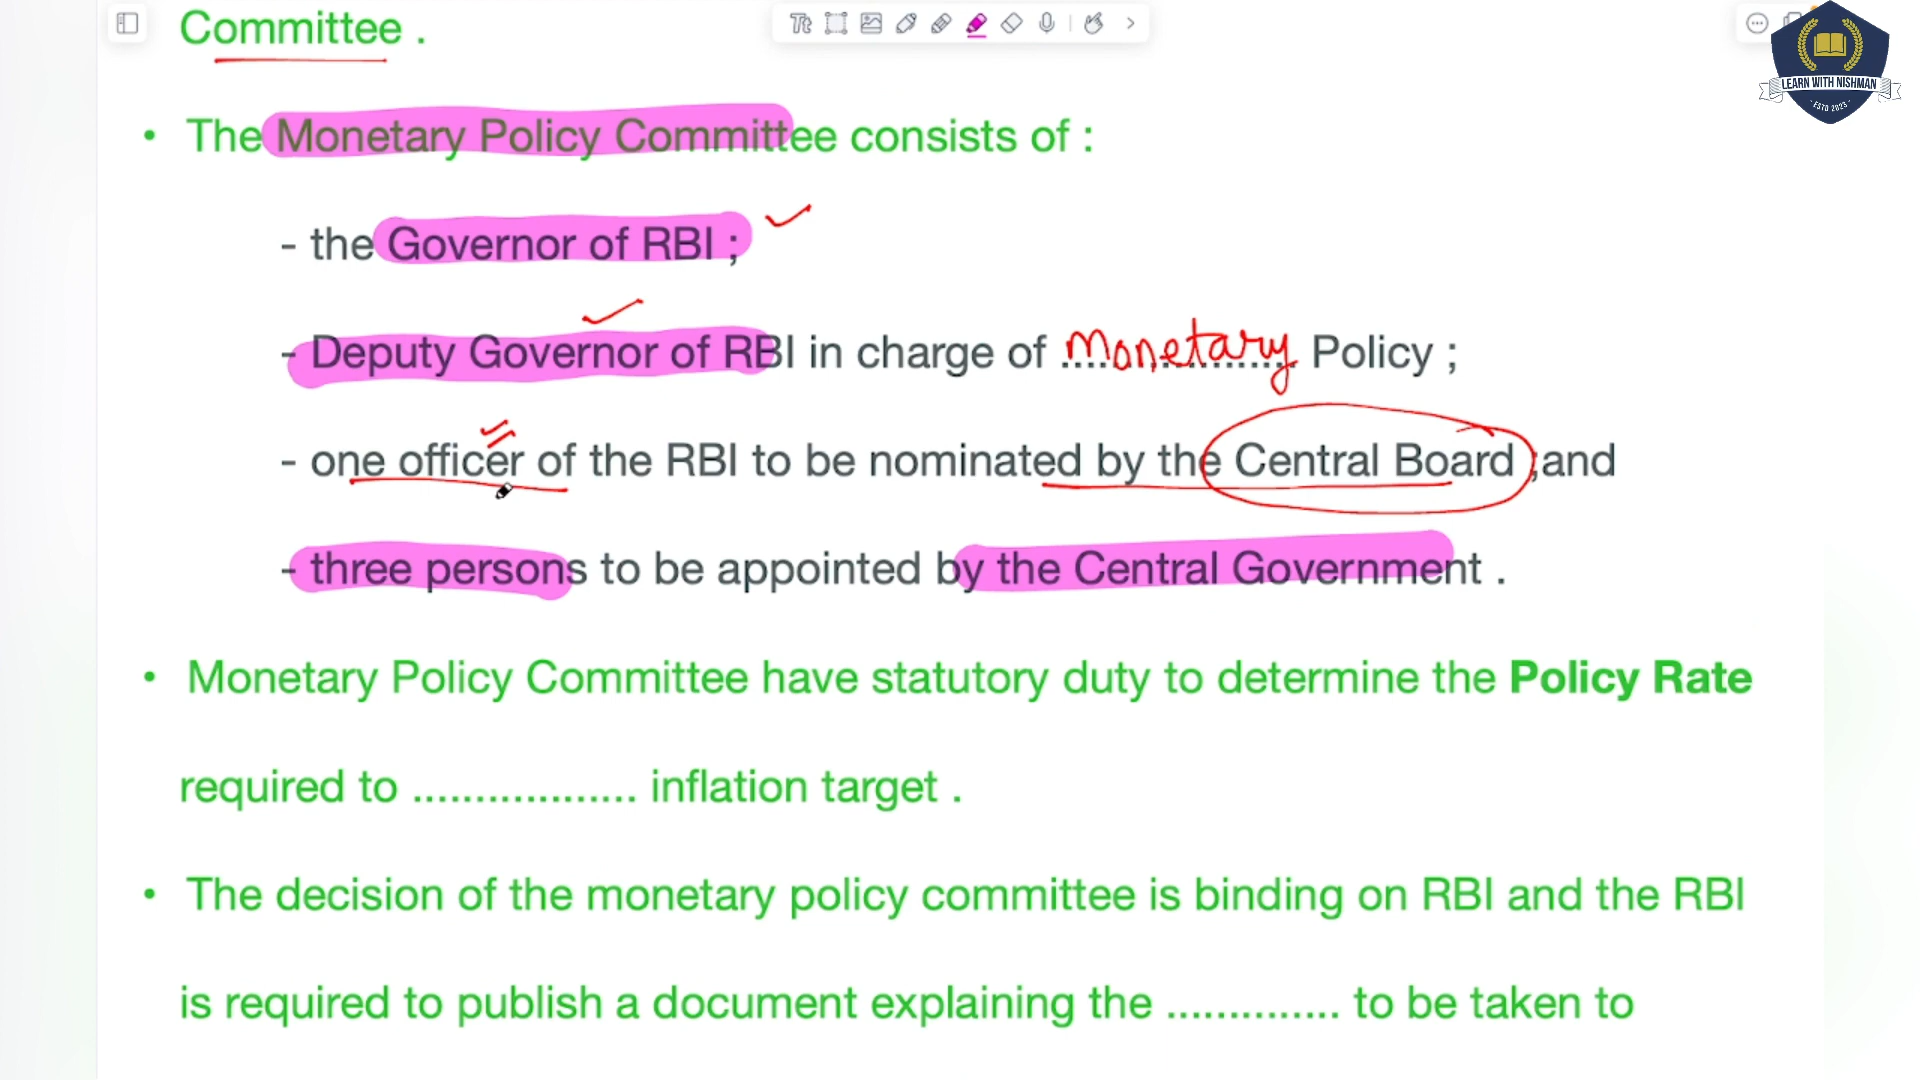 Committee .
• The Monetary Policy Committee consists of :
- the Governor of RBI ;
- Deputy Governor of RBI in charge of ....Monetary.... Policy ;
- one officer of the RBI to be nominated by the Central Board ;and
- three persons to be appointed by the Central Government .
• Monetary Policy Committee have statutory duty to determine the Policy Rate
required to .................. inflation target .
• The decision of the monetary policy committee is binding on RBI and the RBI
is required to publish a document explaining the .............. to be taken to
LEARN WITH NISHMAN
- ESTD 2023 -